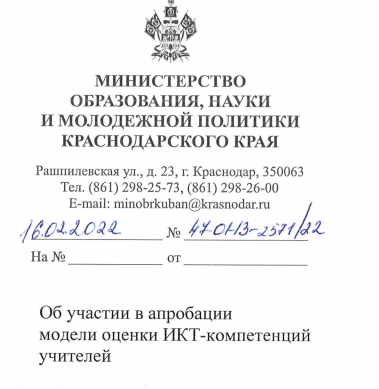 МИНИСТЕРСТВО
ОБРАЗОВАНИЯ, НАУКИ
И МОЛОДЕЖНОЙ ПОЛИТИКИ
КРАСНОДАРСКОГО КРАЯ
Рашпилевская ул., д. 23, г. Краснодар, 350063
Тел. (861) 298-25-73, (861) 298-26-00
E-mail: minobrkuban@krasnodar.ru
16.02.2022 № 47-01-13-2571/22
На № ____________ от ________________
Об участии в апробации
модели оценки ИКТ-компетенций
учителей